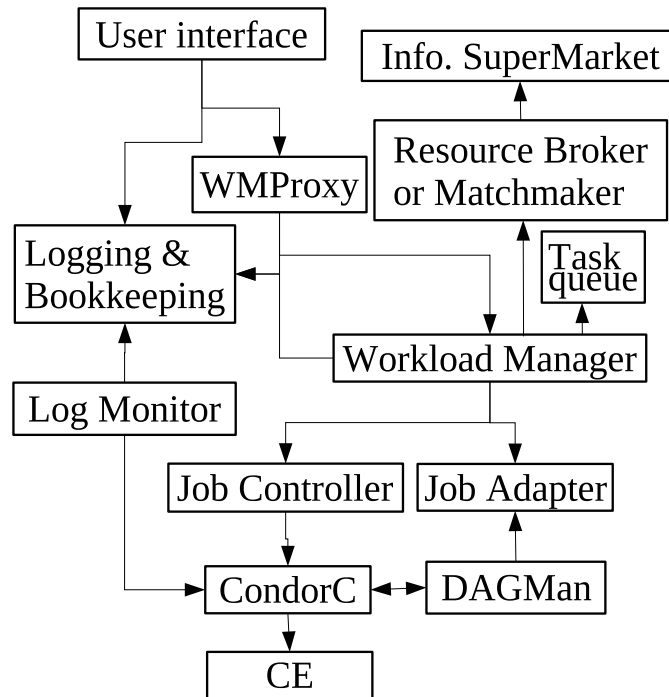 User interface
Info. SuperMarket
Resource Broker
or Matchmaker
WMProxy
Logging &
Bookkeeping
Task
queue
Workload Manager
Log Monitor
Job Controller
Job Adapter
CondorC
DAGMan
CE